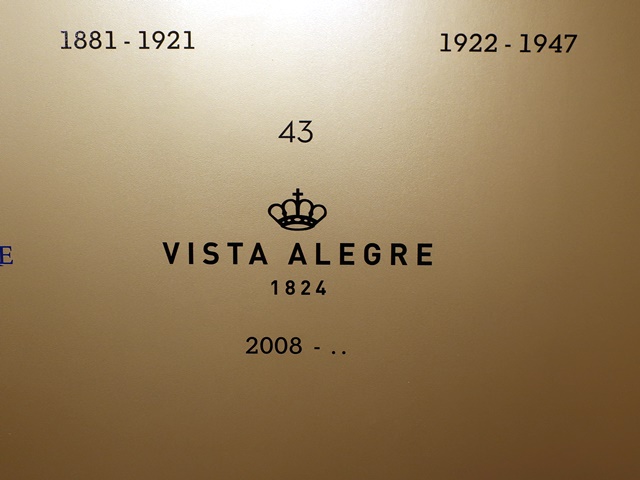 1881 - 1921
1922 - 1947
43
VISTA ALEGRE
1824
2008 - ..
E